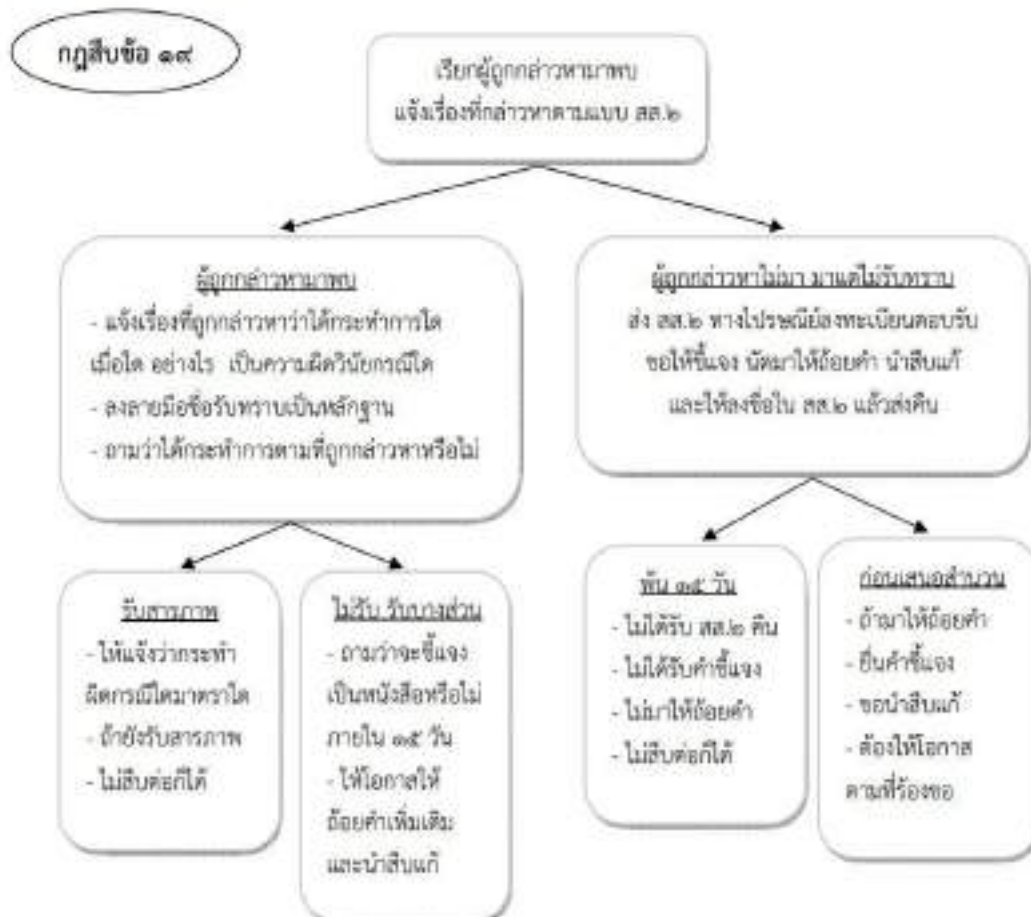 กฎสืบข้อ ๑๙
เรียกผู้ถูกกล่าวหามาพบ
แจ้งเรื่องที่กล่าวหาตามแบบ สส.๒
ผู้ถูกกล่าวหามาพบ
- แจ้งเรื่องที่ถูกกล่าวหาว่าได้กระทำการใด
เมื่อใด อย่างไร เป็นความผิดวินัยกรณีใด
- ลงลายมือชื่อรับทราบเป็นหลักฐาน
- ถามว่าได้กระทำการตามที่ถูกกล่าวหาหรือไม่
ผู้ถูกกล่าวหาไม่มา มาแต่ไม่รับทราบ
ส่ง สส.๒ ทางไปรษณีย์ลงทะเบียนตอบรับ
ขอให้ชี้แจง นัดมาให้ถ้อยคำ นำสืบแก้
และให้ลงชื่อใน สส.๒ แล้วส่งคืน
รับสารภาพ
- ให้แจ้งว่ากระทำ
ผิดกรณีใดมาตราใด
- ถ้ายังรับสารภาพ
- ไม่สืบต่อก็ได้
ไม่รับ รับบางส่วน
- ถามว่าจะชี้แจง
เป็นหนังสือหรือไม่
ภายใน ๑๕ วัน
- ให้โอกาสให้
ถ้อยคำเพิ่มเติม
และนำสืบแก้
พ้น ๑๕ วัน
- ไม่ได้รับ สส.๒ คืน
- ไม่ได้รับคำชี้แจง
- ไม่มาให้ถ้อยคำ
- ไม่สืบต่อก็ได้
ก่อนเสนอสำนวน
- ถ้ามาให้ถ้อยคำ
- ยื่นคำชี้แจง
- ขอนำสืบแก้
- ต้องให้โอกาส
ตามที่ร้องขอ